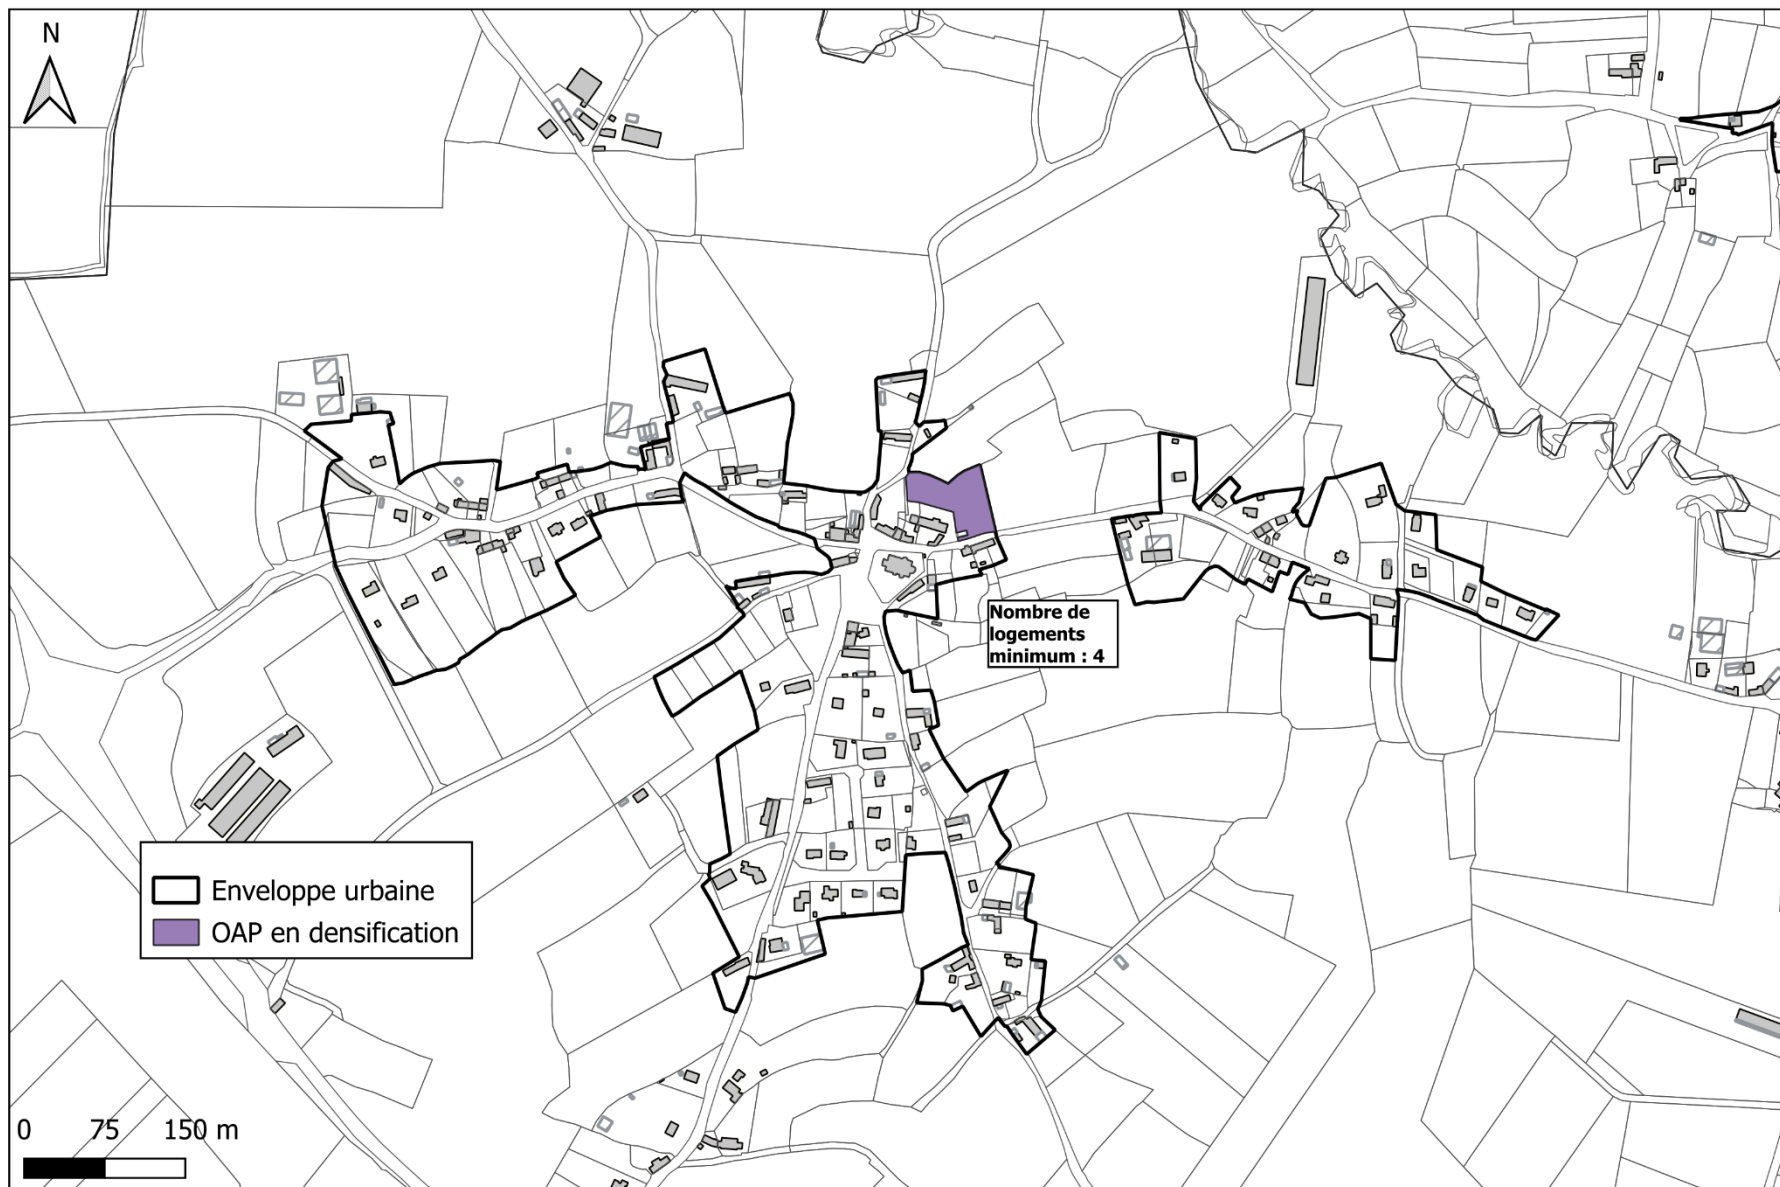 N
Nombre de
logements
minimum : 4
Enveloppe urbaine
OAP en densification
0 75 150 m